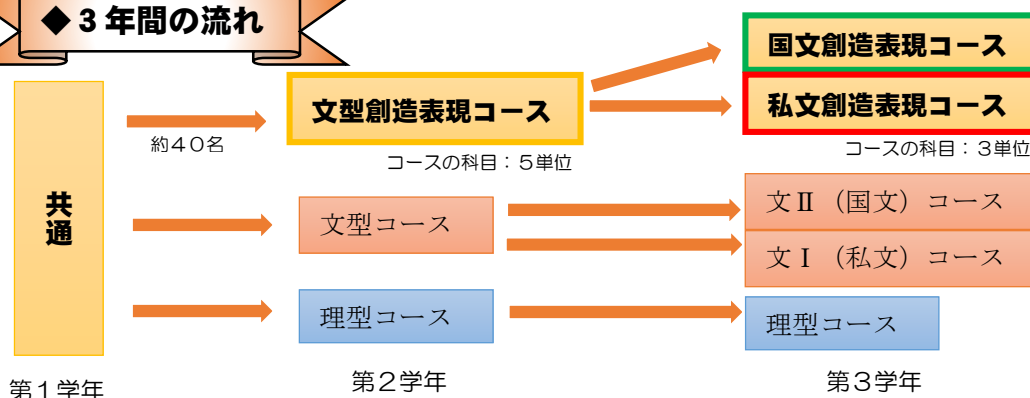 ◆３年間の流れ
共通
第１学年
約４０名
文型創造表現コース
コースの科目：５単位
文型コース
理型コース
第２学年
国文創造表現コース
私文創造表現コース
コースの科目：３単位
文Ⅱ（国文）コース
文Ⅰ（私文）コース
理型コース
第３学年